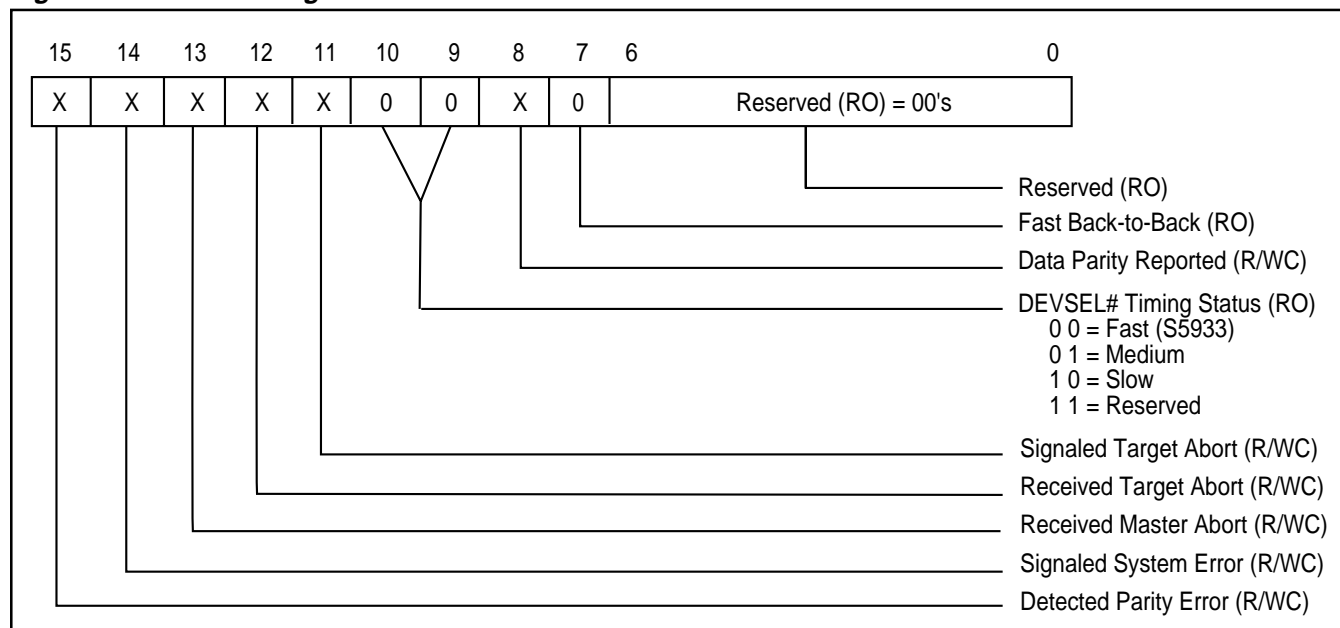 15 14 13 12 11 10 9 8 7 6 0
X X X X X 0 0 X 0 Reserved (RO) = 00's
Reserved (RO)
Fast Back-to-Back (RO)
Data Parity Reported (R/WC)
DEVSEL# Timing Status (RO)
0 0 = Fast (S5933)
0 1 = Medium
1 0 = Slow
1 1 = Reserved
Signaled Target Abort (R/WC)
Received Target Abort (R/WC)
Received Master Abort (R/WC)
Signaled System Error (R/WC)
Detected Parity Error (R/WC)